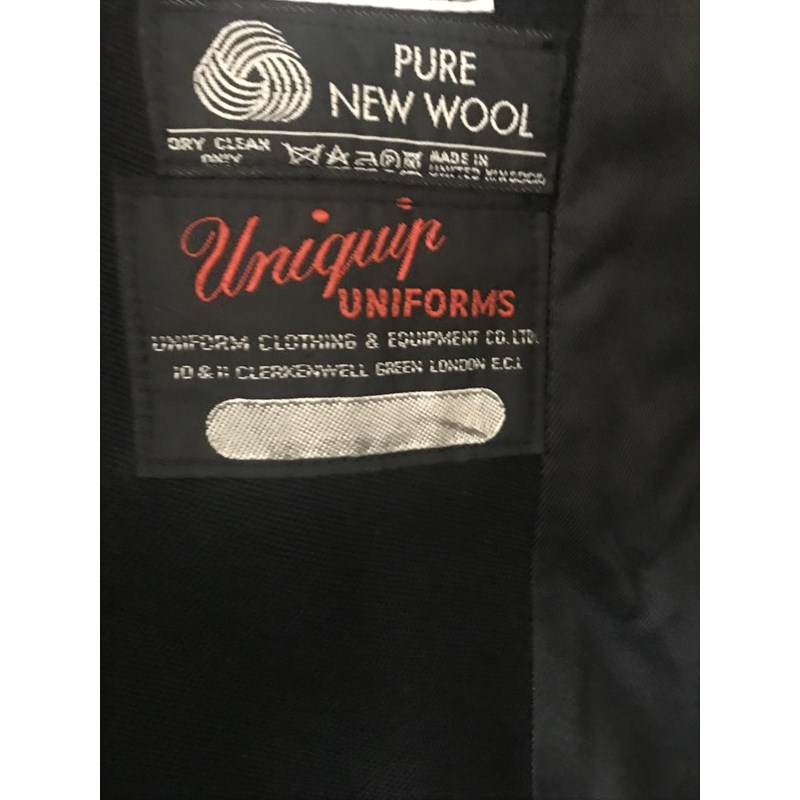 PURE
NEW WOOL
DRY CLEAN
ONLY
MADE IN
UNITED KINGDOM
Uniquip
UNIFORMS
UNIFORM CLOTHING & EQUIPMENT CO. LTD.
10 & 11 CLERKENWELL GREEN LONDON E.C.1